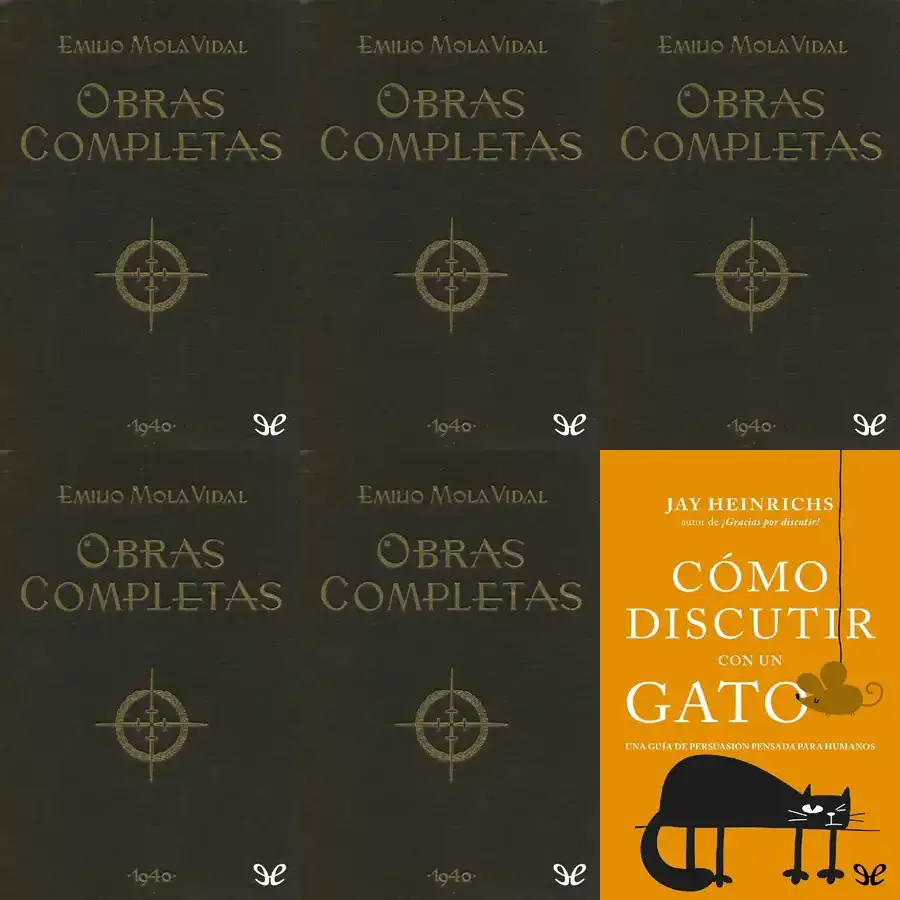 EMILIO MOLA VIDAL
OBRAS
COMPLETAS
·1940·
EMILIO MOLA VIDAL
OBRAS
COMPLETAS
·1940·
EMILIO MOLA VIDAL
OBRAS
COMPLETAS
·1940·
EMILIO MOLA VIDAL
OBRAS
COMPLETAS
·1940·
EMILIO MOLA VIDAL
OBRAS
COMPLETAS
·1940·
JAY HEINRICHS
autor de ¡Gracias por discutir!
CÓMO
DISCUTIR
CON UN
GATO
UNA GUÍA DE PERSUASIÓN PENSADA PARA HUMANOS